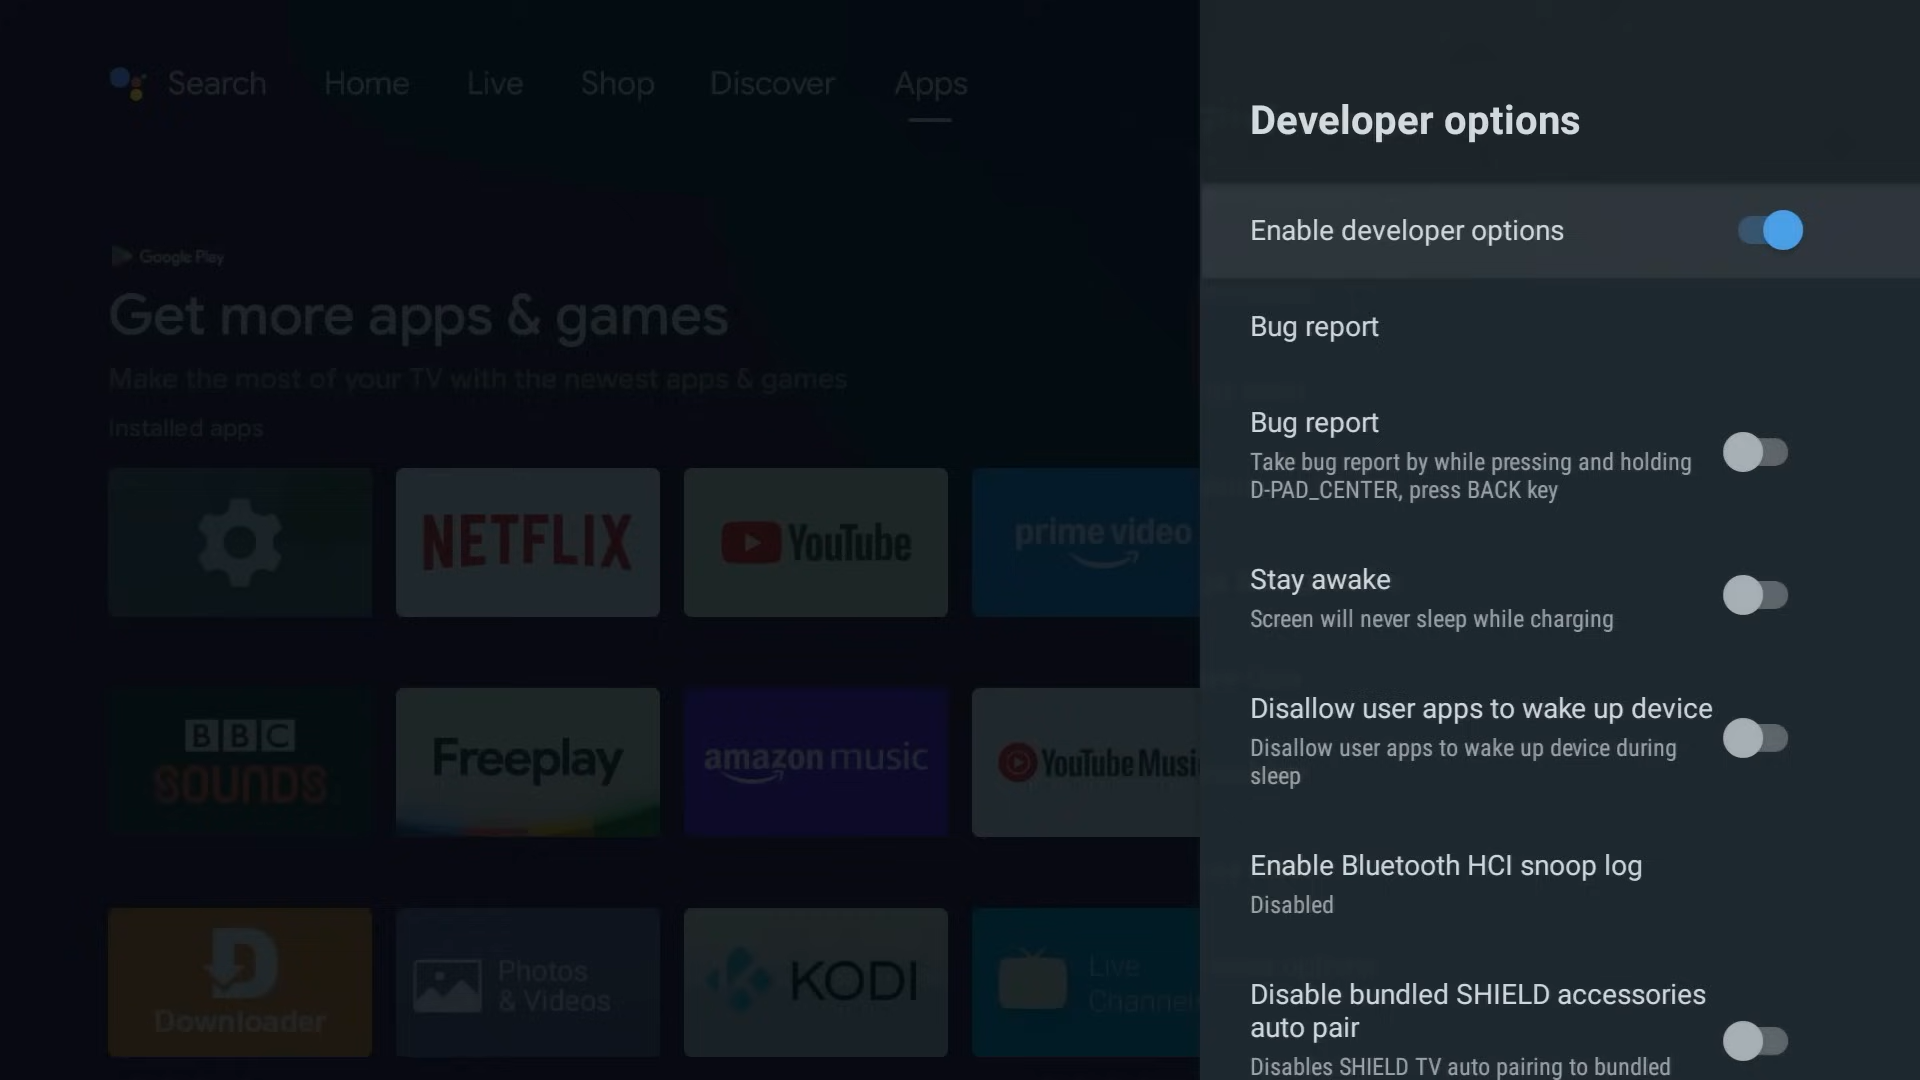 Search Home Live Shop Discover Apps
Google Play
Get more apps & games
Make the most of your TV with the newest apps & games
Installed apps
NETFLIX YouTube prime video
BBC
SOUNDS
Freeplay amazon music YouTube Musi
D
Downloader
Photos
& Videos
KODI
Live
Channel
Developer options
Enable developer options
Bug report
Bug report
Take bug report by while pressing and holding
D-PAD_CENTER, press BACK key
Stay awake
Screen will never sleep while charging
Disallow user apps to wake up device
Disallow user apps to wake up device during
sleep
Enable Bluetooth HCI snoop log
Disabled
Disable bundled SHIELD accessories
auto pair
Disables SHIELD TV auto pairing to bundled